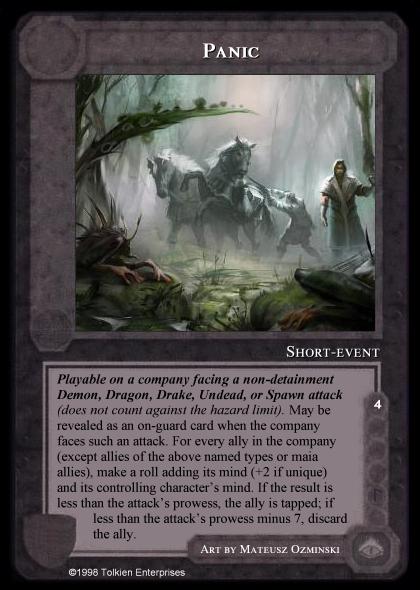 PANIC
SHORT-EVENT
Playable on a company facing a non-detainment
Demon, Dragon, Drake, Undead, or Spawn attack
(does not count against the hazard limit). May be
revealed as an on-guard card when the company
faces such an attack. For every ally in the company
(except allies of the above named types or maia
allies), make a roll adding its mind (+2 if unique)
and its controlling character's mind. If the result is
less than the attack's prowess, the ally is tapped; if
less than the attack's prowess minus 7, discard
the ally.
4
ART BY MATEUSZ OZMINSKI
©1998 Tolkien Enterprises